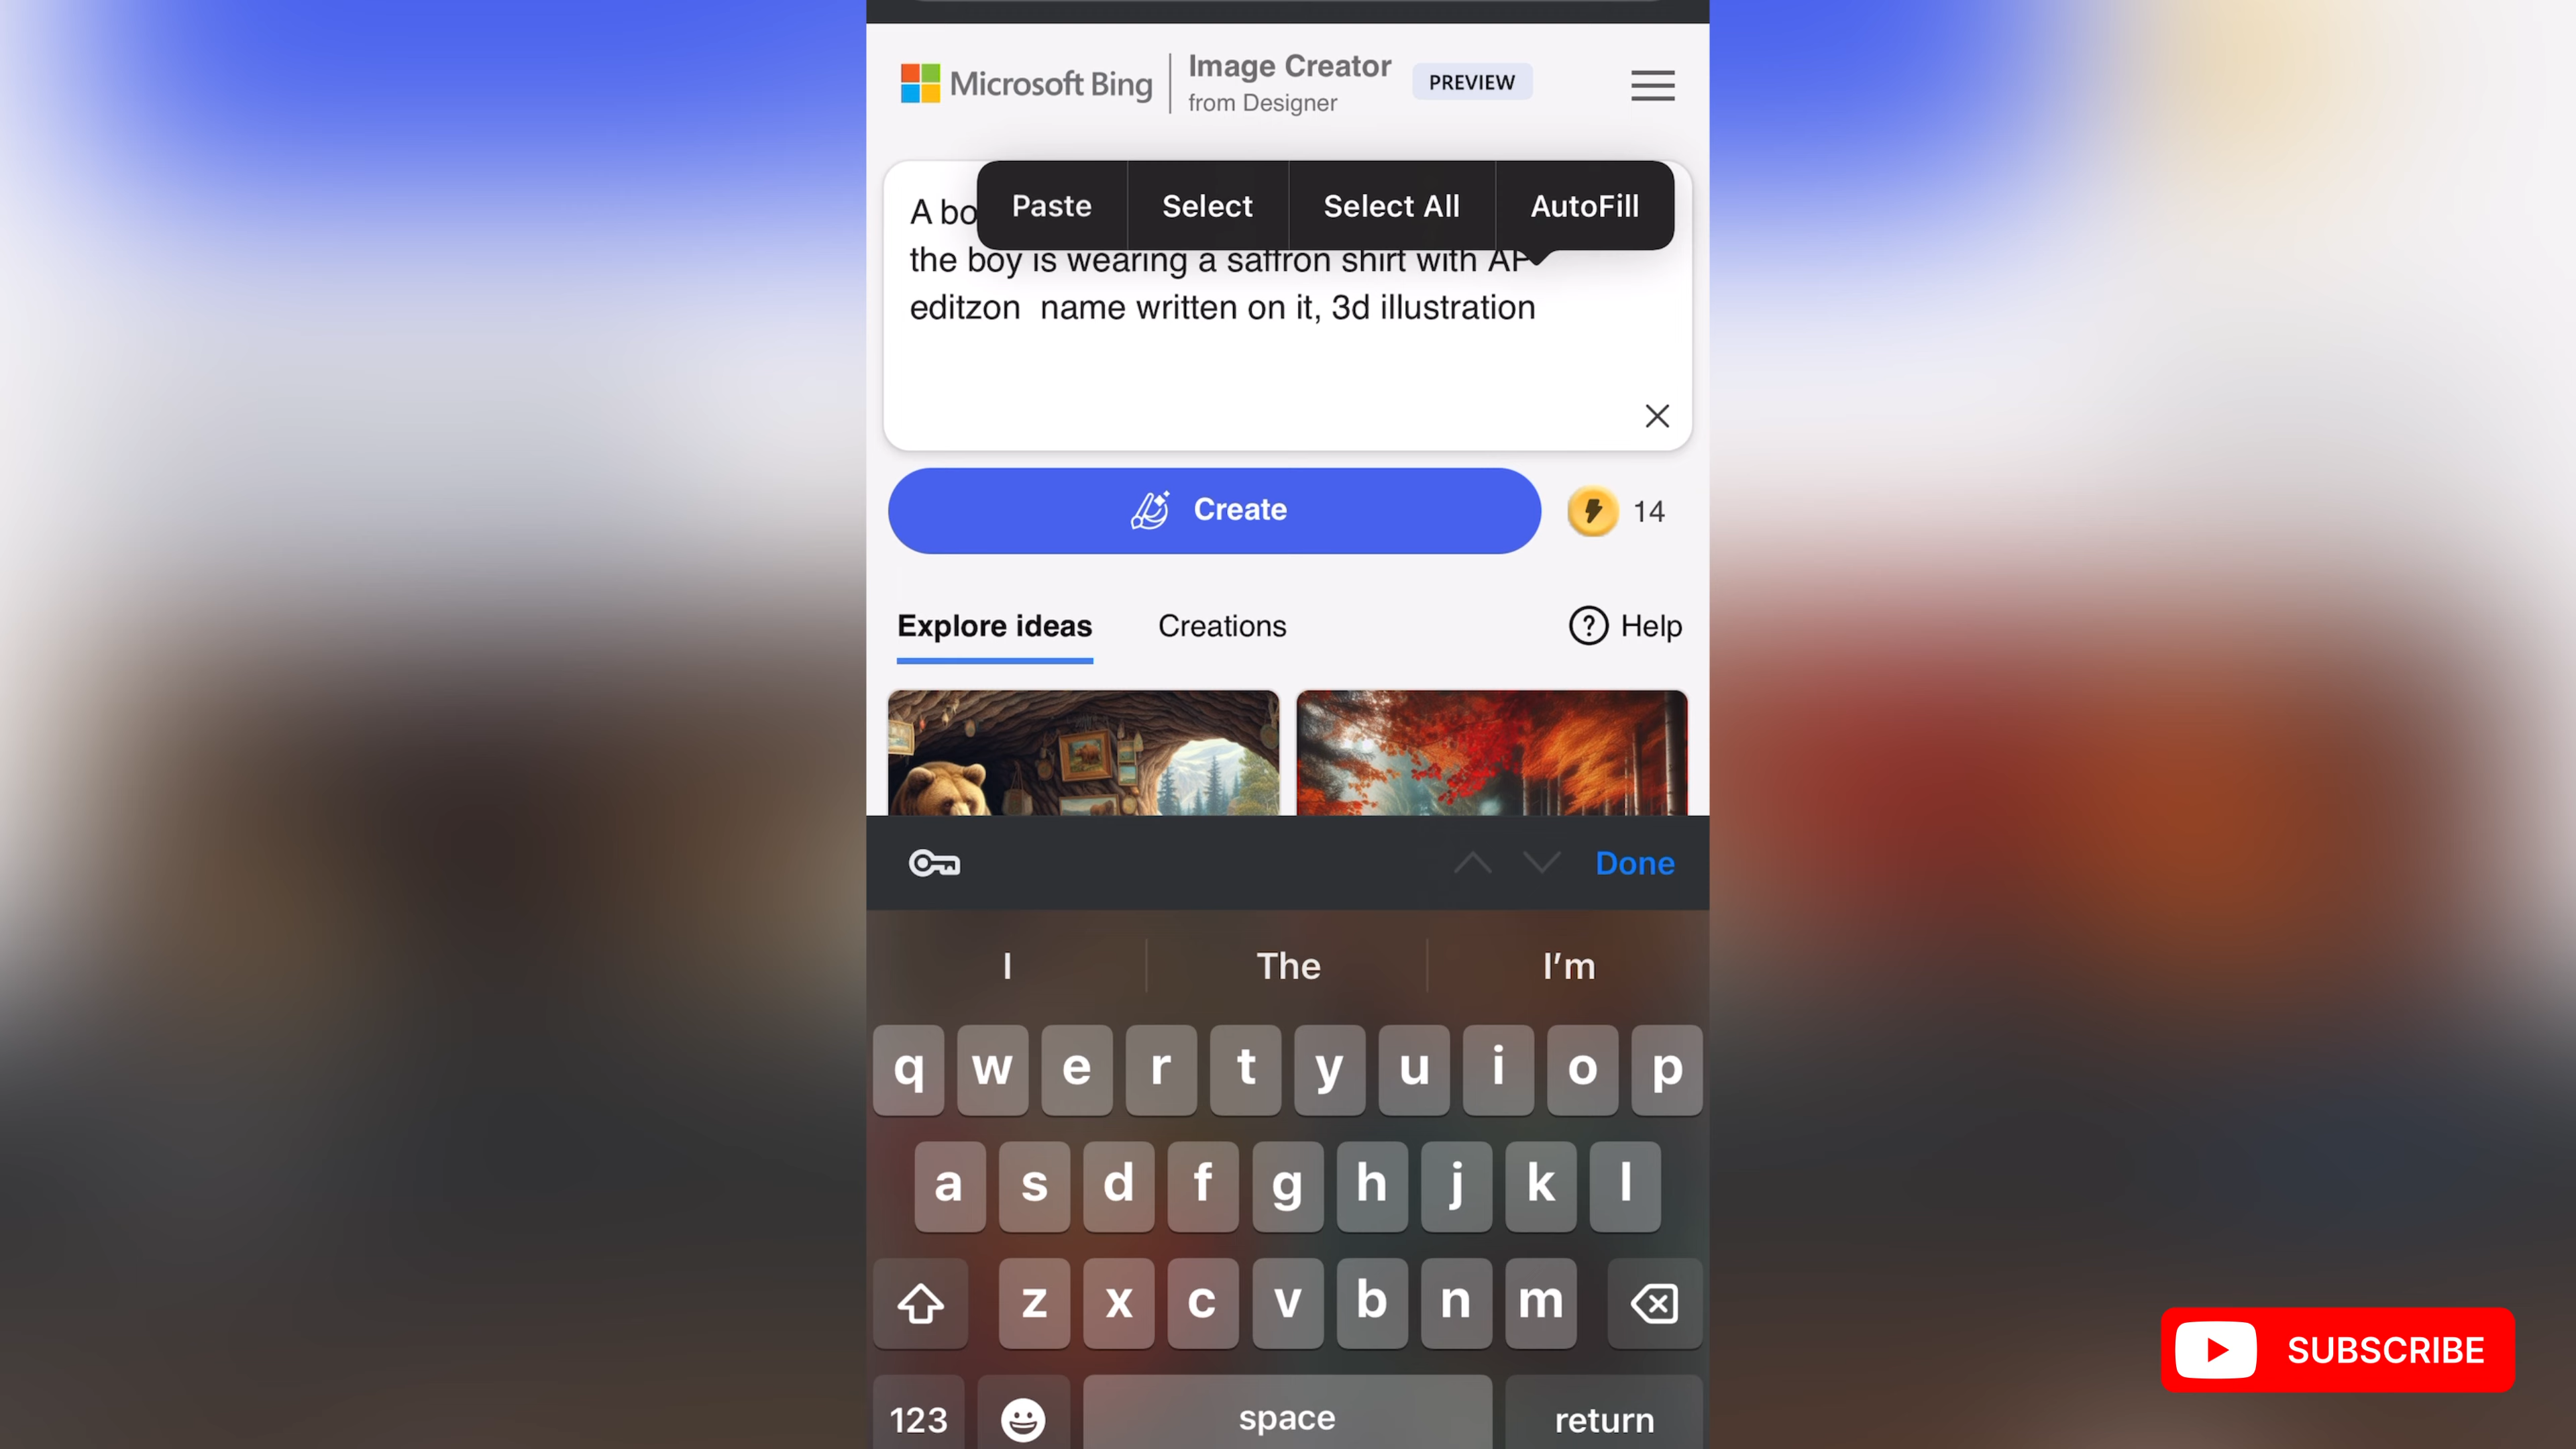 Microsoft Bing
Image Creator
from Designer
PREVIEW
Paste Select Select All AutoFill
A
the boy is wearing a saffron shirt with
editzon name written on it, 3d illustration
Create
14
Explore ideas Creations Help
Done
I The I'm
q w e r t y u i o p
a s d f g h j k l
z x c v b n m
123 space return
SUBSCRIBE